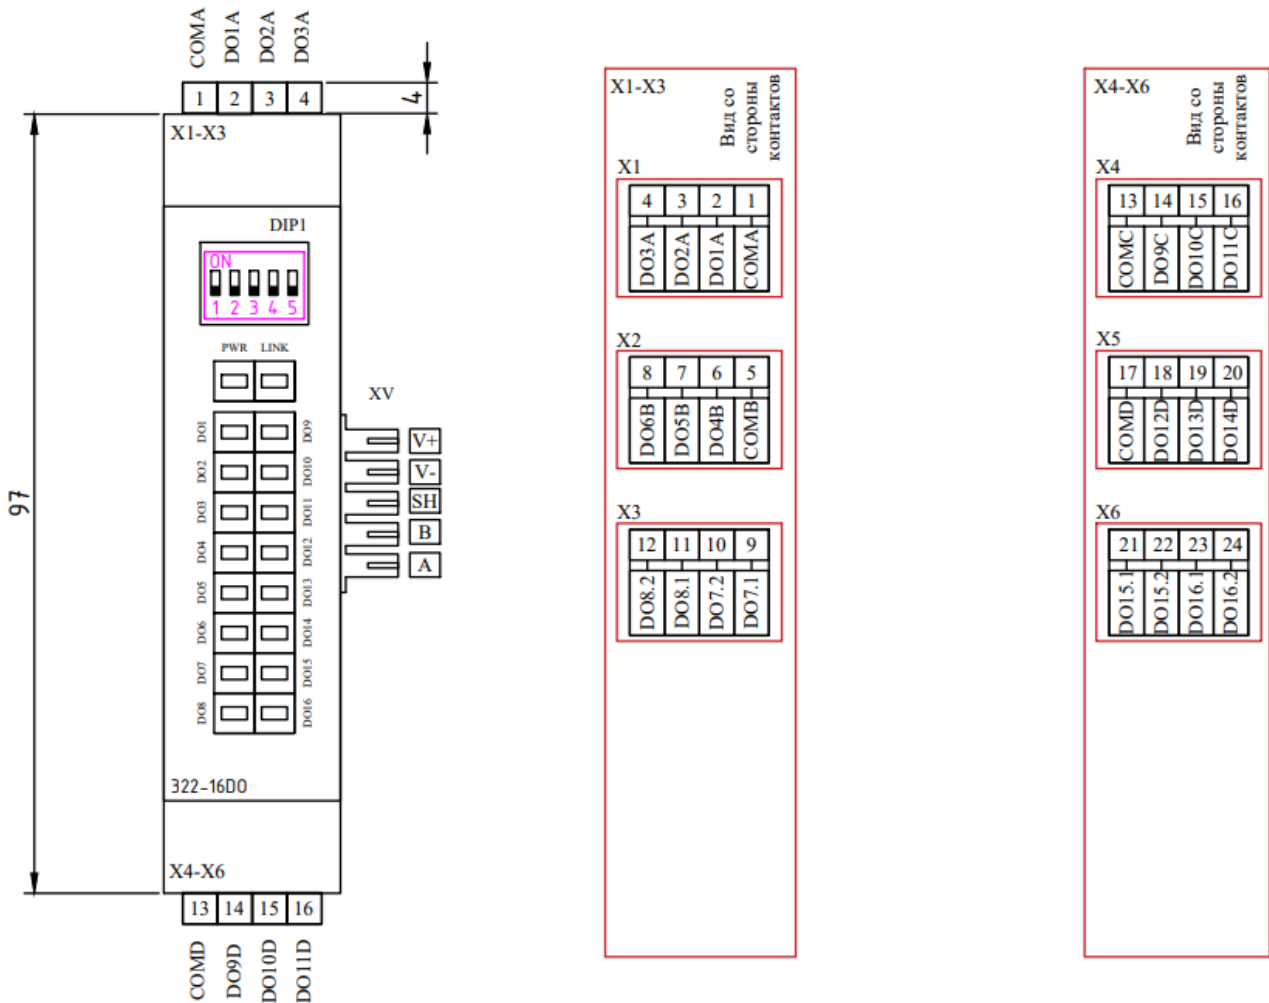 COMA DO1A DO2A DO3A
1 2 3 4
4
X1-X3
97
DIP1
ON
1 2 3 4 5
PWR LINK
XV
DO1 DO9
DO2 DO10
DO3 DO11
DO4 DO12
DO5 DO13
DO6 DO14
DO7 DO15
DO8 DO16
V+
V-
SH
B
A
322-16DO
X4-X6
13 14 15 16
COMD DO9D DO10D DO11D
X1-X3
Вид со
стороны
контактов
X1
4 3 2 1
DO3A DO2A DO1A COMA
X2
8 7 6 5
DO6B DO5B DO4B COMB
X3
12 11 10 9
DO8.2 DO8.1 DO7.2 DO7.1
X4-X6
Вид со
стороны
контактов
X4
13 14 15 16
COMC DO9C DO10C DO11C
X5
17 18 19 20
COMD DO12D DO13D DO14D
X6
21 22 23 24
DO15.1 DO15.2 DO16.1 DO16.2